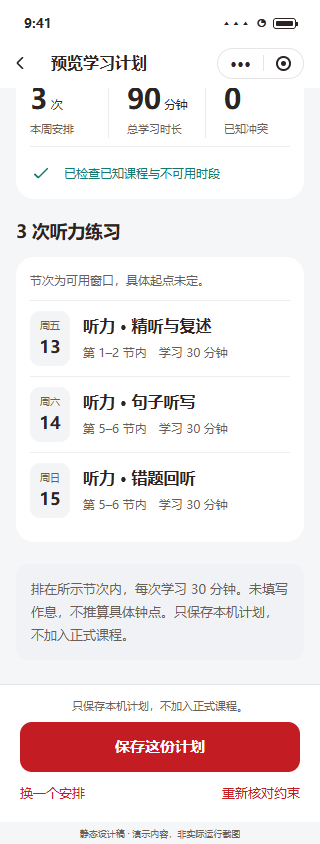 9:41
预览学习计划
3 次
90 分钟
0
本周安排
总学习时长
已知冲突
已检查已知课程与不可用时段
3 次听力练习
节次为可用窗口，具体起点未定。
周五
13
听力 • 精听与复述
第 1–2 节内　学习 30 分钟
周六
14
听力 • 句子听写
第 5–6 节内　学习 30 分钟
周日
15
听力 • 错题回听
第 5–6 节内　学习 30 分钟
排在所示节次内，每次学习 30 分钟。未填写
作息，不推算具体钟点。只保存本机计划，
不加入正式课程。
只保存本机计划，不加入正式课程。
保存这份计划
换一个安排
重新核对约束
静态设计稿 · 演示内容，非实际运行截图